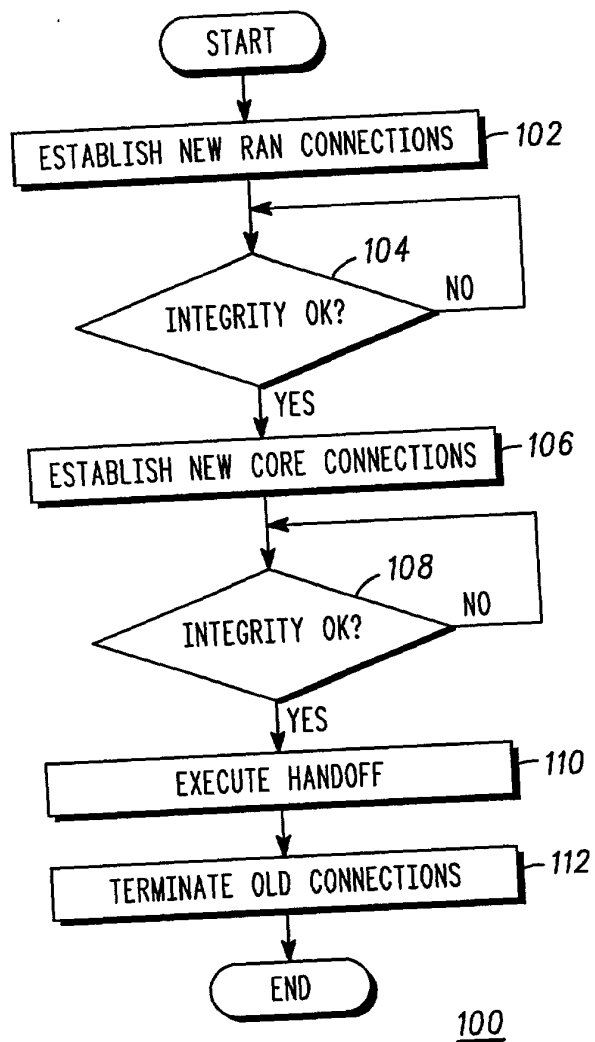 START
ESTABLISH NEW RAN CONNECTIONS
102
104
INTEGRITY OK?
NO
YES
ESTABLISH NEW CORE CONNECTIONS
106
108
INTEGRITY OK?
NO
YES
EXECUTE HANDOFF
110
TERMINATE OLD CONNECTIONS
112
END
100